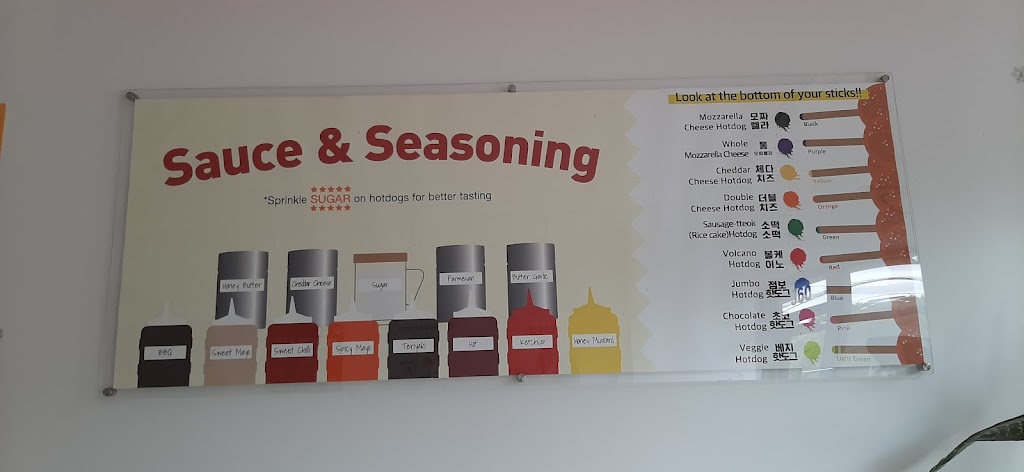 Sauce & Seasoning
*Sprinkle SUGAR on hotdogs for better tasting
Honey Butter
Cheddar Cheese
Sugar
Parmesan
Butter Garlic
BBQ
Sweet Mayo
Sweet Chili
Spicy Mayo
Teriyaki
Hot
Ketchup
Honey Mustard
Look at the bottom of your sticks!!
Mozzarella 모짜
Cheese Hotdog 렐라
Black
Whole 통
Mozzarella Cheese 모짜렐라
Purple
Cheddar 체다
Cheese Hotdog 치즈
Yellow
Double 더블
Cheese Hotdog 치즈
Orange
Sausage-tteok 소떡
(Rice cake)Hotdog 소떡
Green
Volcano 볼케
Hotdog 이노
Red
Jumbo 점보
Hotdog 핫도그
Blue
Chocolate 초코
Hotdog 핫도그
Pink
Veggie 베지
Hotdog 핫도그
Light Green